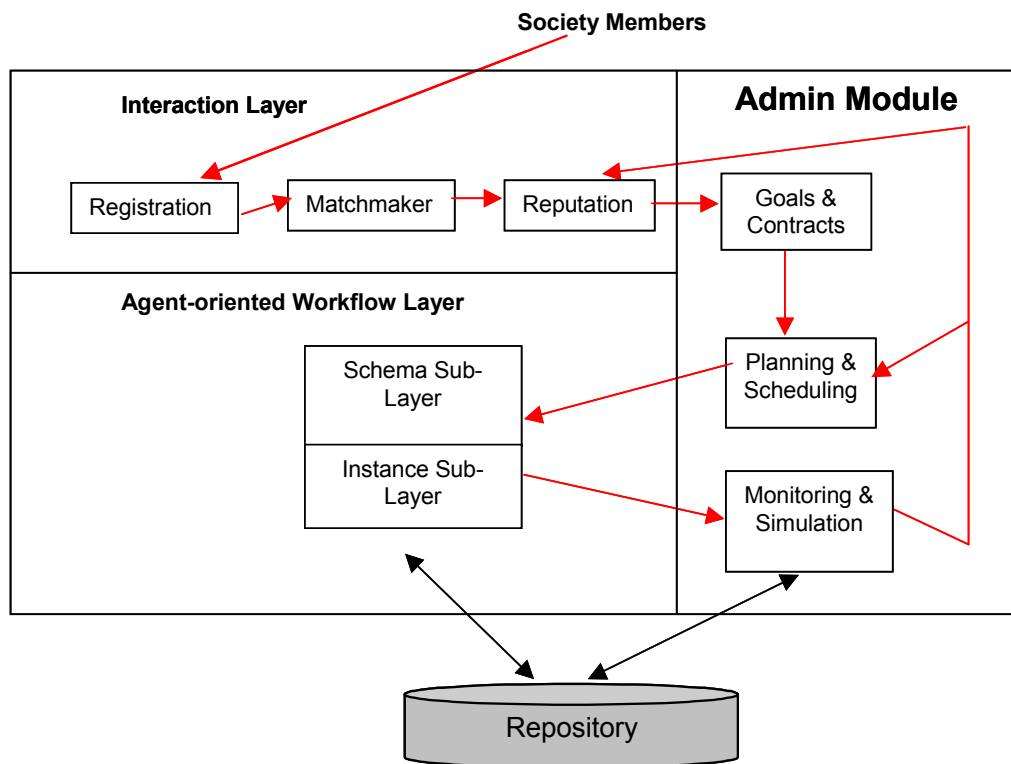 Society Members
Interaction Layer
Admin Module
Registration
Matchmaker
Reputation
Goals &
Contracts
Agent-oriented Workflow Layer
Schema Sub-
Layer
Planning &
Scheduling
Instance Sub-
Layer
Monitoring &
Simulation
Repository